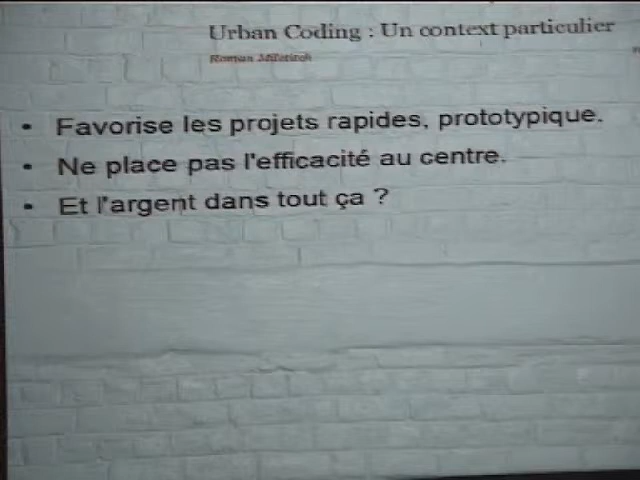 Urban Coding : Un context particulier
• Favorise les projets rapides, prototypique.
• Ne place pas l'efficacité au centre.
• Et l'argent dans tout ça ?